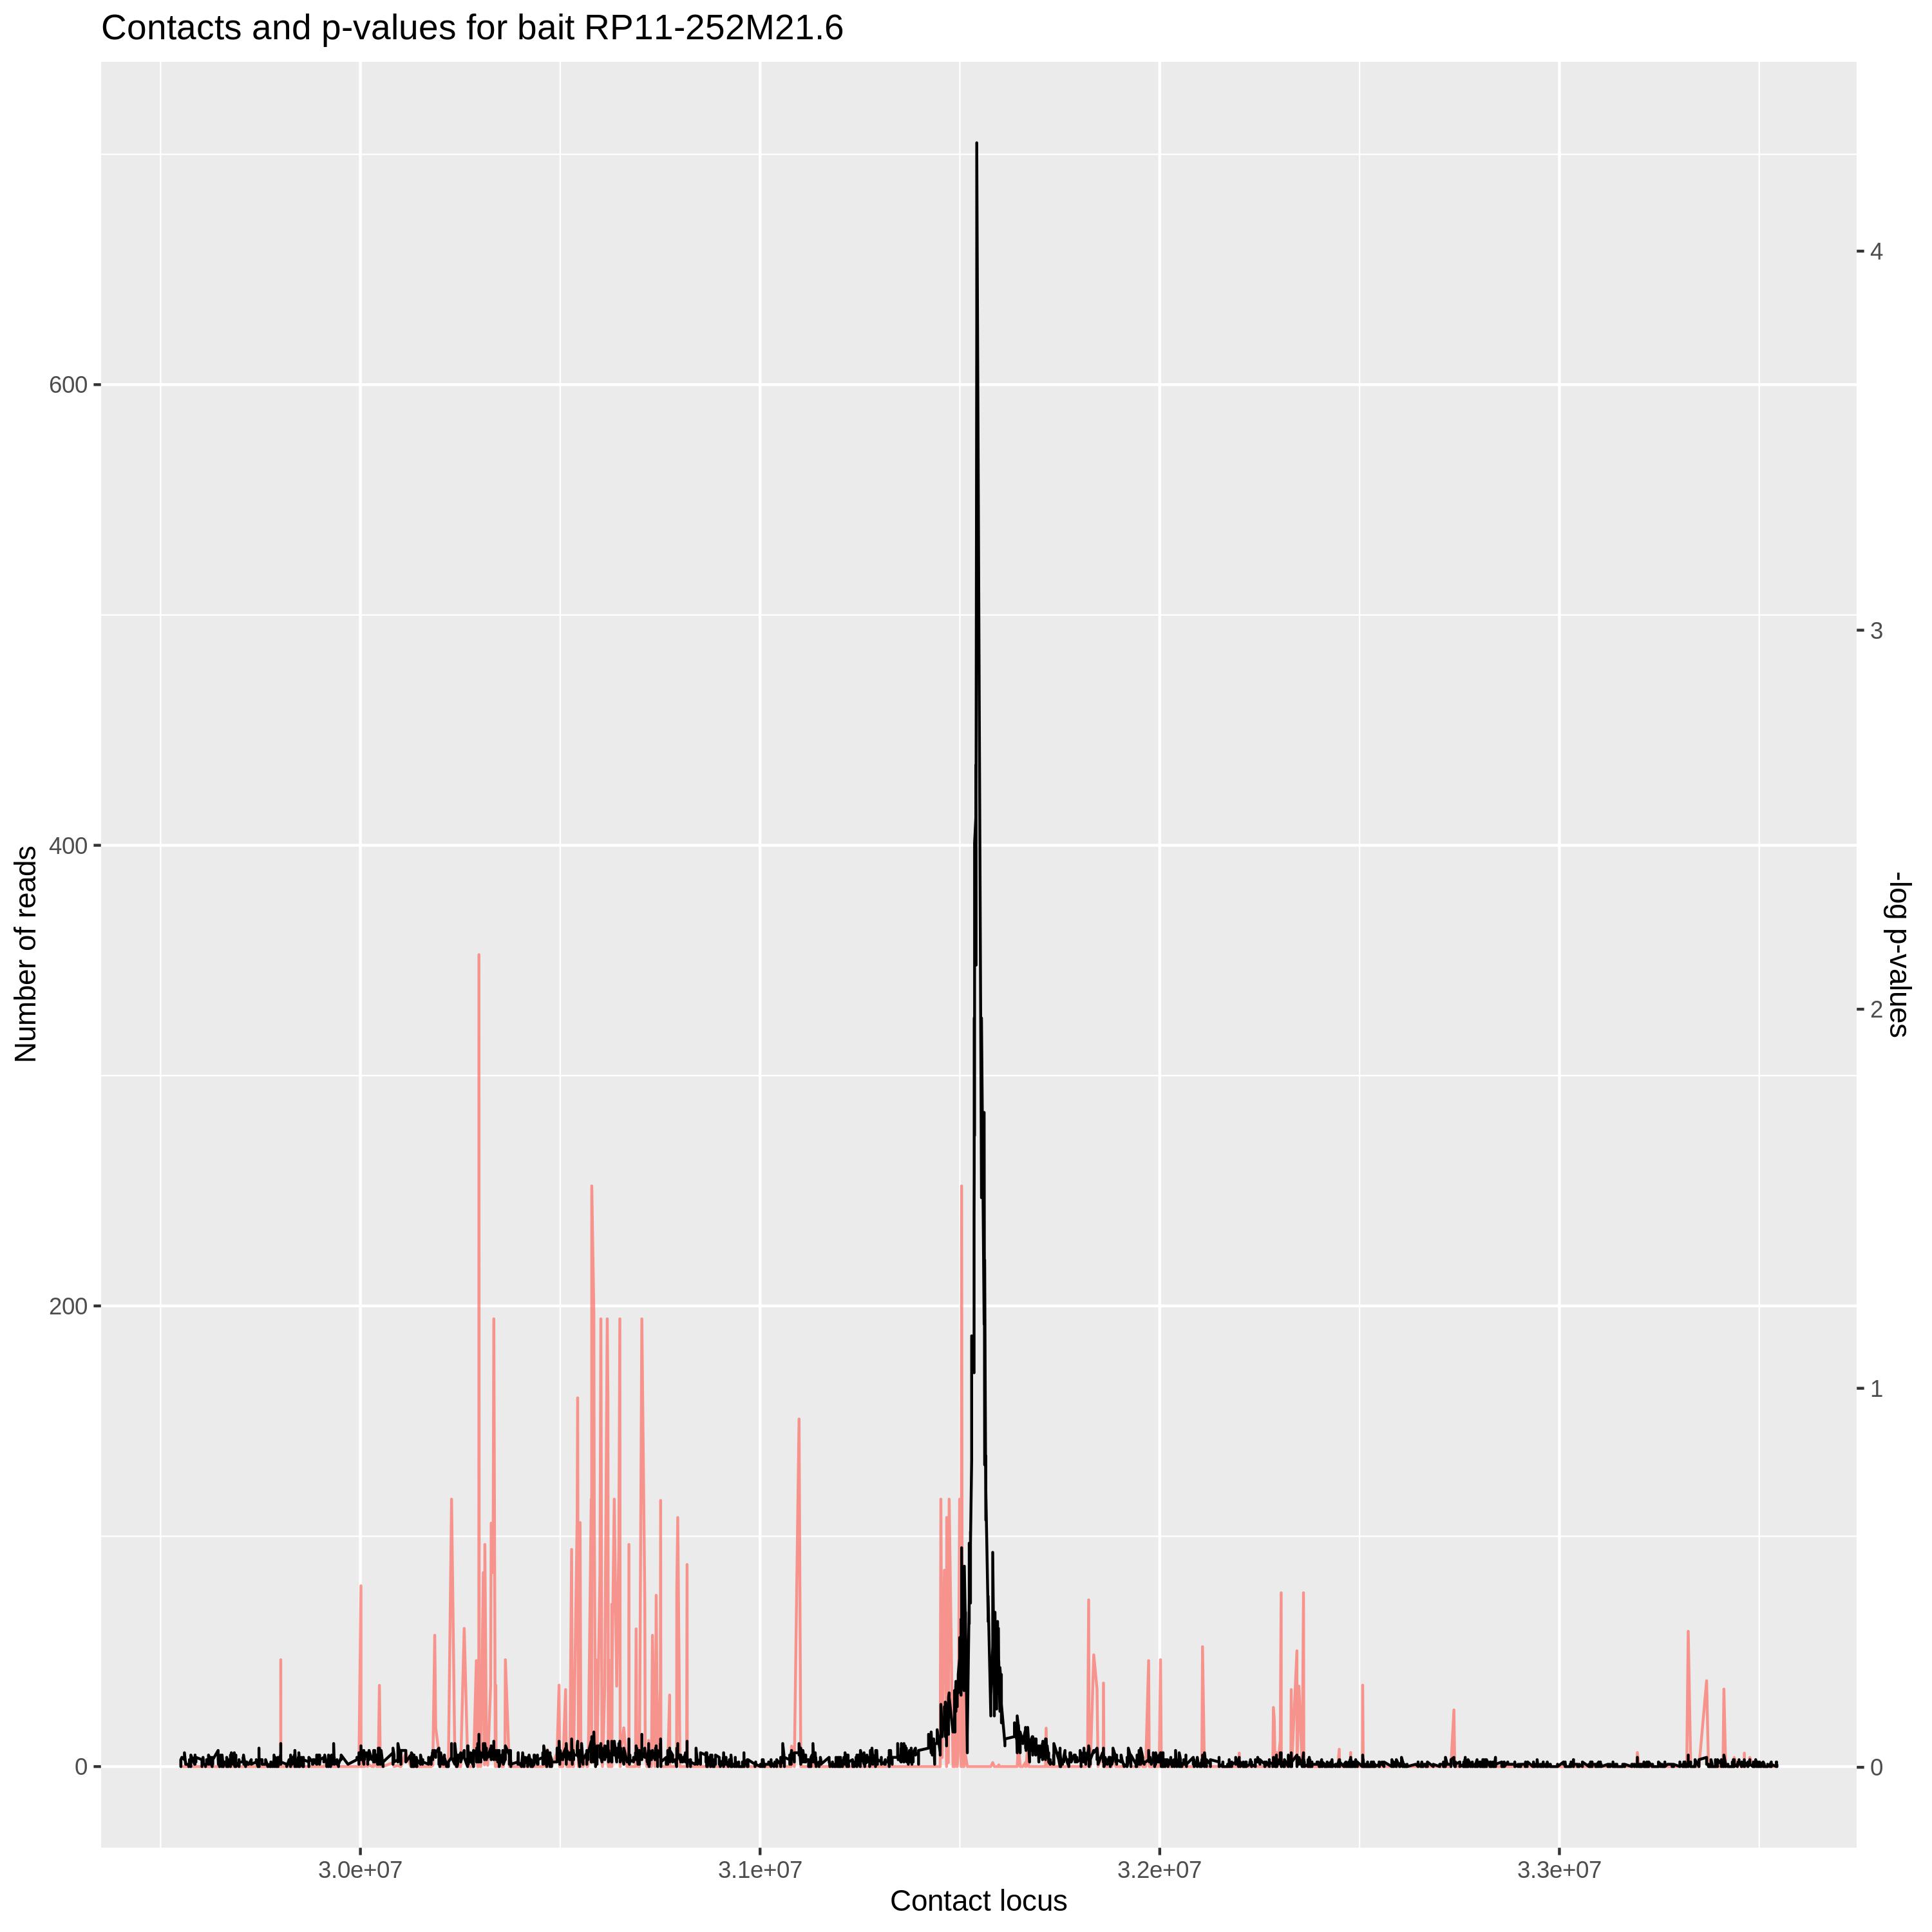 Contacts and p-values for bait RP11-252M21.6
600
400
200
0
4
3
2
1
0
Number of reads
-log p-values
3.0e+07
3.1e+07
3.2e+07
3.3e+07
Contact locus